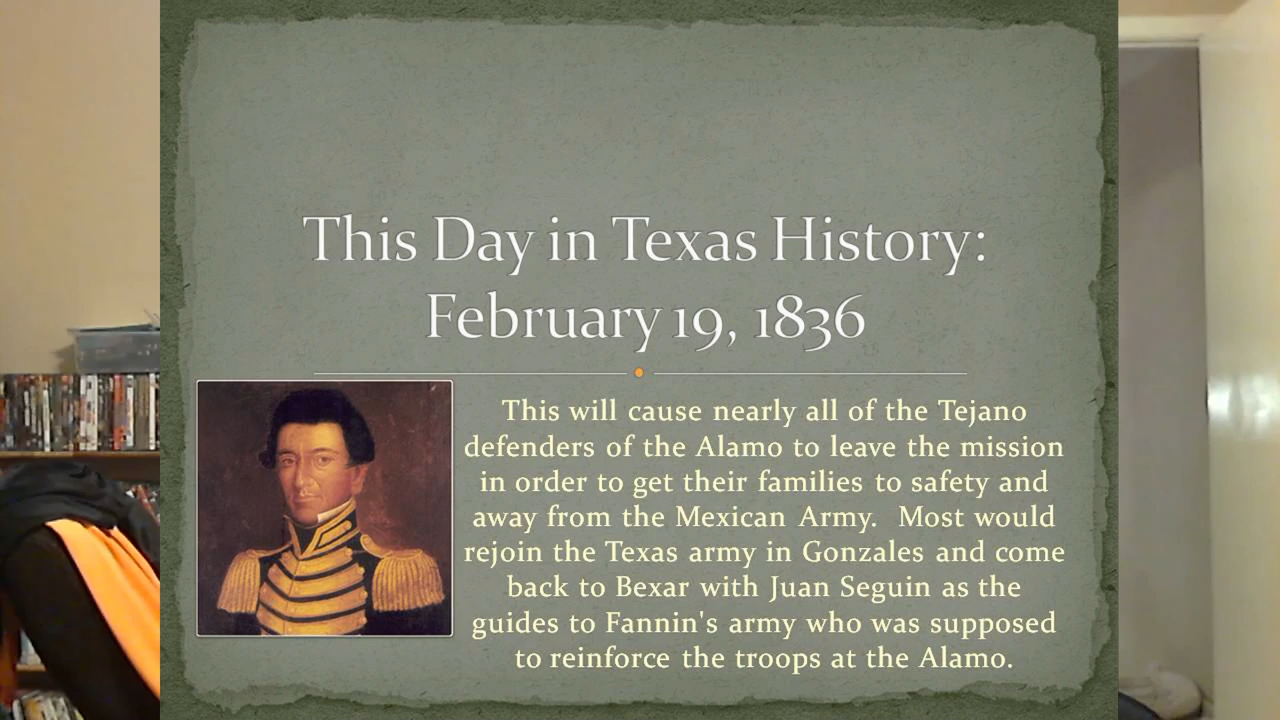 This Day in Texas History:
February 19, 1836
This will cause nearly all of the Tejano
defenders of the Alamo to leave the mission
in order to get their families to safety and
away from the Mexican Army.  Most would
rejoin the Texas army in Gonzales and come
back to Bexar with Juan Seguin as the
guides to Fannin's army who was supposed
to reinforce the troops at the Alamo.